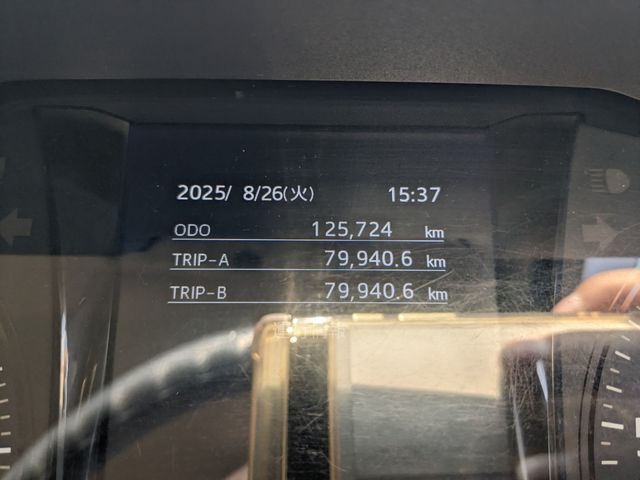 2025/ 8/26(火) 15:37
ODO 125,724 km
TRIP-A 79,940.6 km
TRIP-B 79,940.6 km